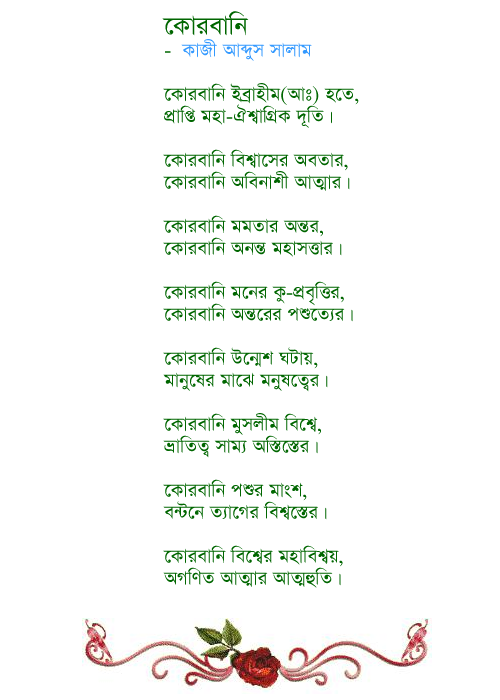 কোরবানি
- কাজী আব্দুস সালাম
কোরবানি ইব্রাহীম(আঃ) হতে,
প্রাপ্তি মহা-ঐশ্বাগ্রিক দূতি।
কোরবানি বিশ্বাসের অবতার,
কোরবানি অবিনাশী আত্মার।
কোরবানি মমতার অন্তর,
কোরবানি অনন্ত মহাসত্তার।
কোরবানি মনের কু-প্রবৃত্তির,
কোরবানি অন্তরের পশুত্যের।
কোরবানি উন্মেশ ঘটায়,
মানুষের মাঝে মনুষত্বের।
কোরবানি মুসলীম বিশ্বে,
ভ্রাতিত্ব সাম্য অস্তিস্তের।
কোরবানি পশুর মাংশ,
বন্টনে ত্যাগের বিশ্বস্তের।
কোরবানি বিশ্বের মহাবিশ্বয়,
অগণিত আত্মার আত্মহুতি।